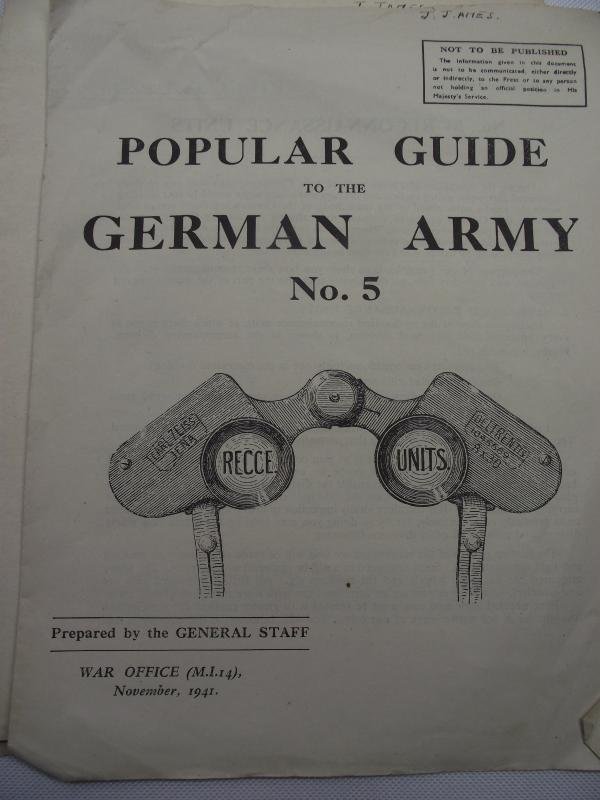 J. JAMES.
NOT TO BE PUBLISHED
The information given in this document
is not to be communicated, either directly
or indirectly, to the Press or to any person
not holding an official position in His
Majesty's Service.
POPULAR GUIDE
TO THE
GERMAN ARMY
No. 5
CARL ZEISS
JENA
DELTRENTIS
8 x 30
RECCE.
UNITS.
Prepared by the GENERAL STAFF
WAR OFFICE (M.I.14),
November, 1941.